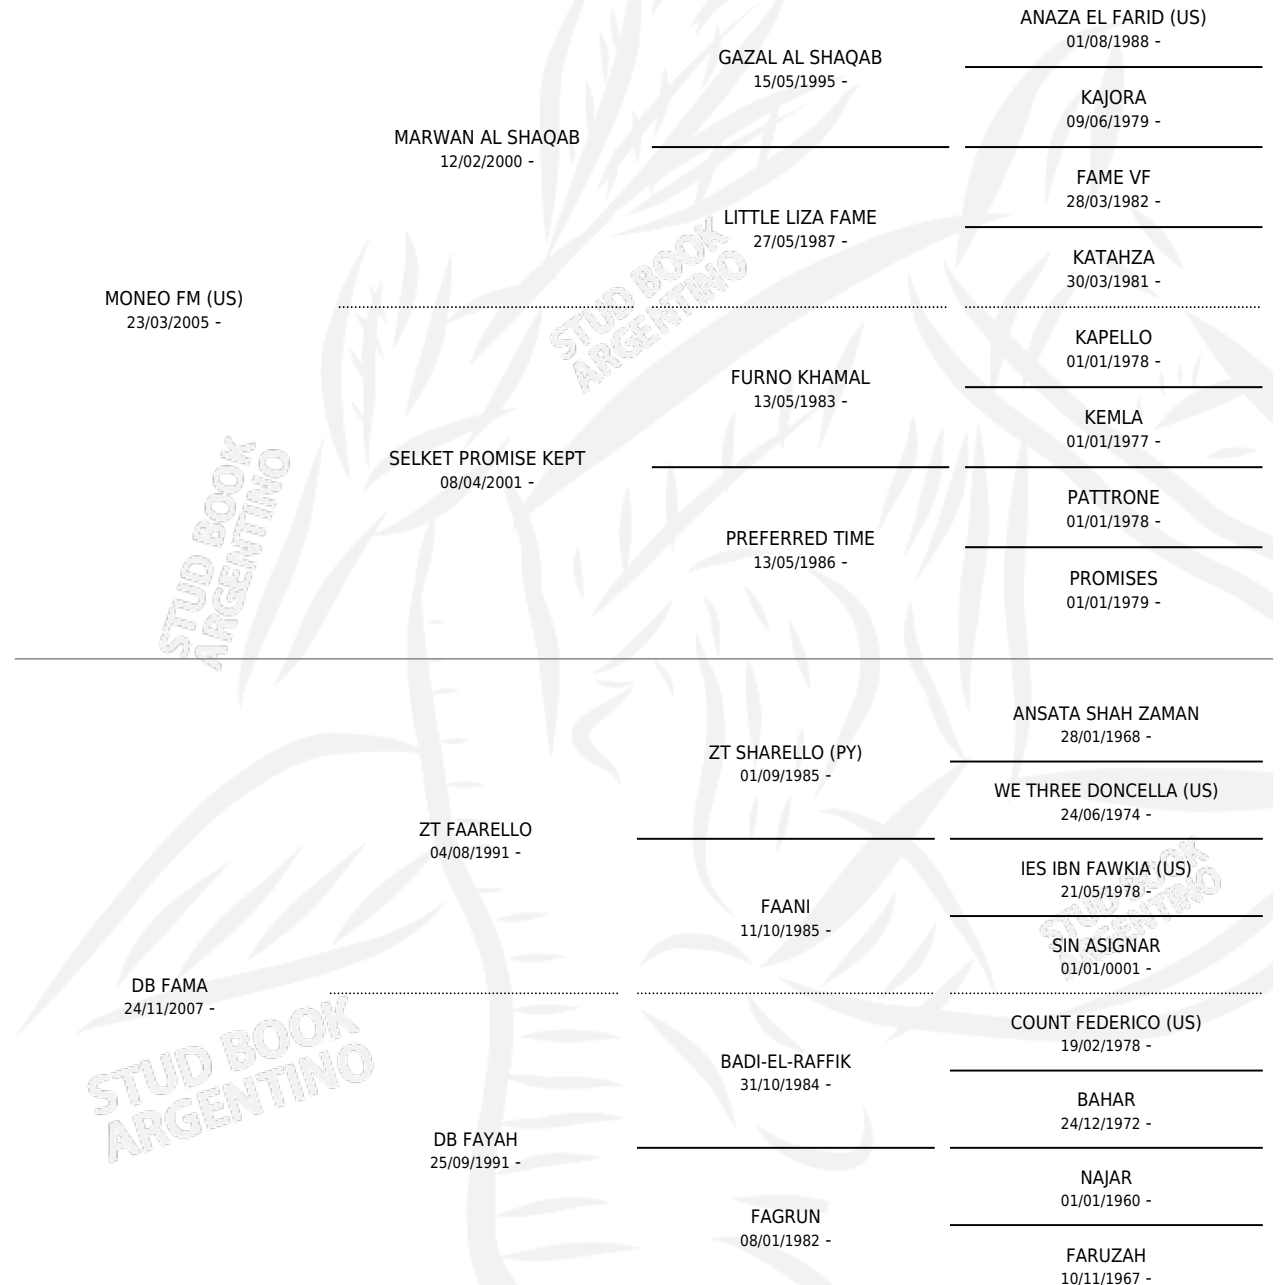 ANAZA EL FARID (US)
01/08/1988 -
GAZAL AL SHAQAB
15/05/1995 -
KAJORA
09/06/1979 -
MARWAN AL SHAQAB
12/02/2000 -
FAME VF
28/03/1982 -
LITTLE LIZA FAME
27/05/1987 -
KATAHZA
30/03/1981 -
MONEO FM (US)
23/03/2005 -
KAPELLO
01/01/1978 -
FURNO KHAMAL
13/05/1983 -
KEMLA
01/01/1977 -
SELKET PROMISE KEPT
08/04/2001 -
PATTRONE
01/01/1978 -
PREFERRED TIME
13/05/1986 -
PROMISES
01/01/1979 -
STUD BOOK
ARGENTINO
STUD BOOK
ARGENTINO
ANSATA SHAH ZAMAN
28/01/1968 -
ZT SHARELLO (PY)
01/09/1985 -
WE THREE DONCELLA (US)
24/06/1974 -
ZT FAARELLO
04/08/1991 -
IES IBN FAWKIA (US)
21/05/1978 -
FAANI
11/10/1985 -
SIN ASIGNAR
01/01/0001 -
DB FAMA
24/11/2007 -
COUNT FEDERICO (US)
19/02/1978 -
BADI-EL-RAFFIK
31/10/1984 -
BAHAR
24/12/1972 -
DB FAYAH
25/09/1991 -
NAJAR
01/01/1960 -
FAGRUN
08/01/1982 -
FARUZAH
10/11/1967 -
STUD BOOK
ARGENTINO
STUD BOOK
ARGENTINO